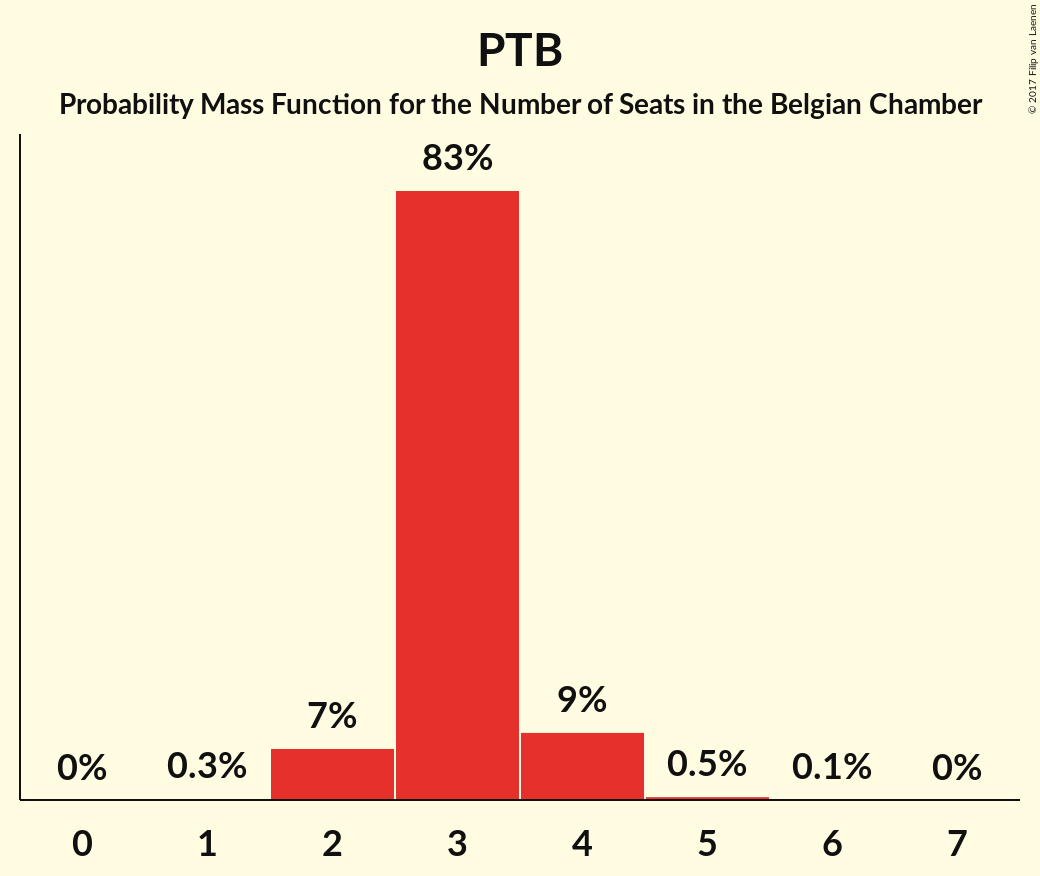 PTB
Probability Mass Function for the Number of Seats in the Belgian Chamber
© 2017 Filip van Laenen
83%
9%
7%
0% 0.3% 0.5% 0.1% 0%
0 1 2 3 4 5 6 7